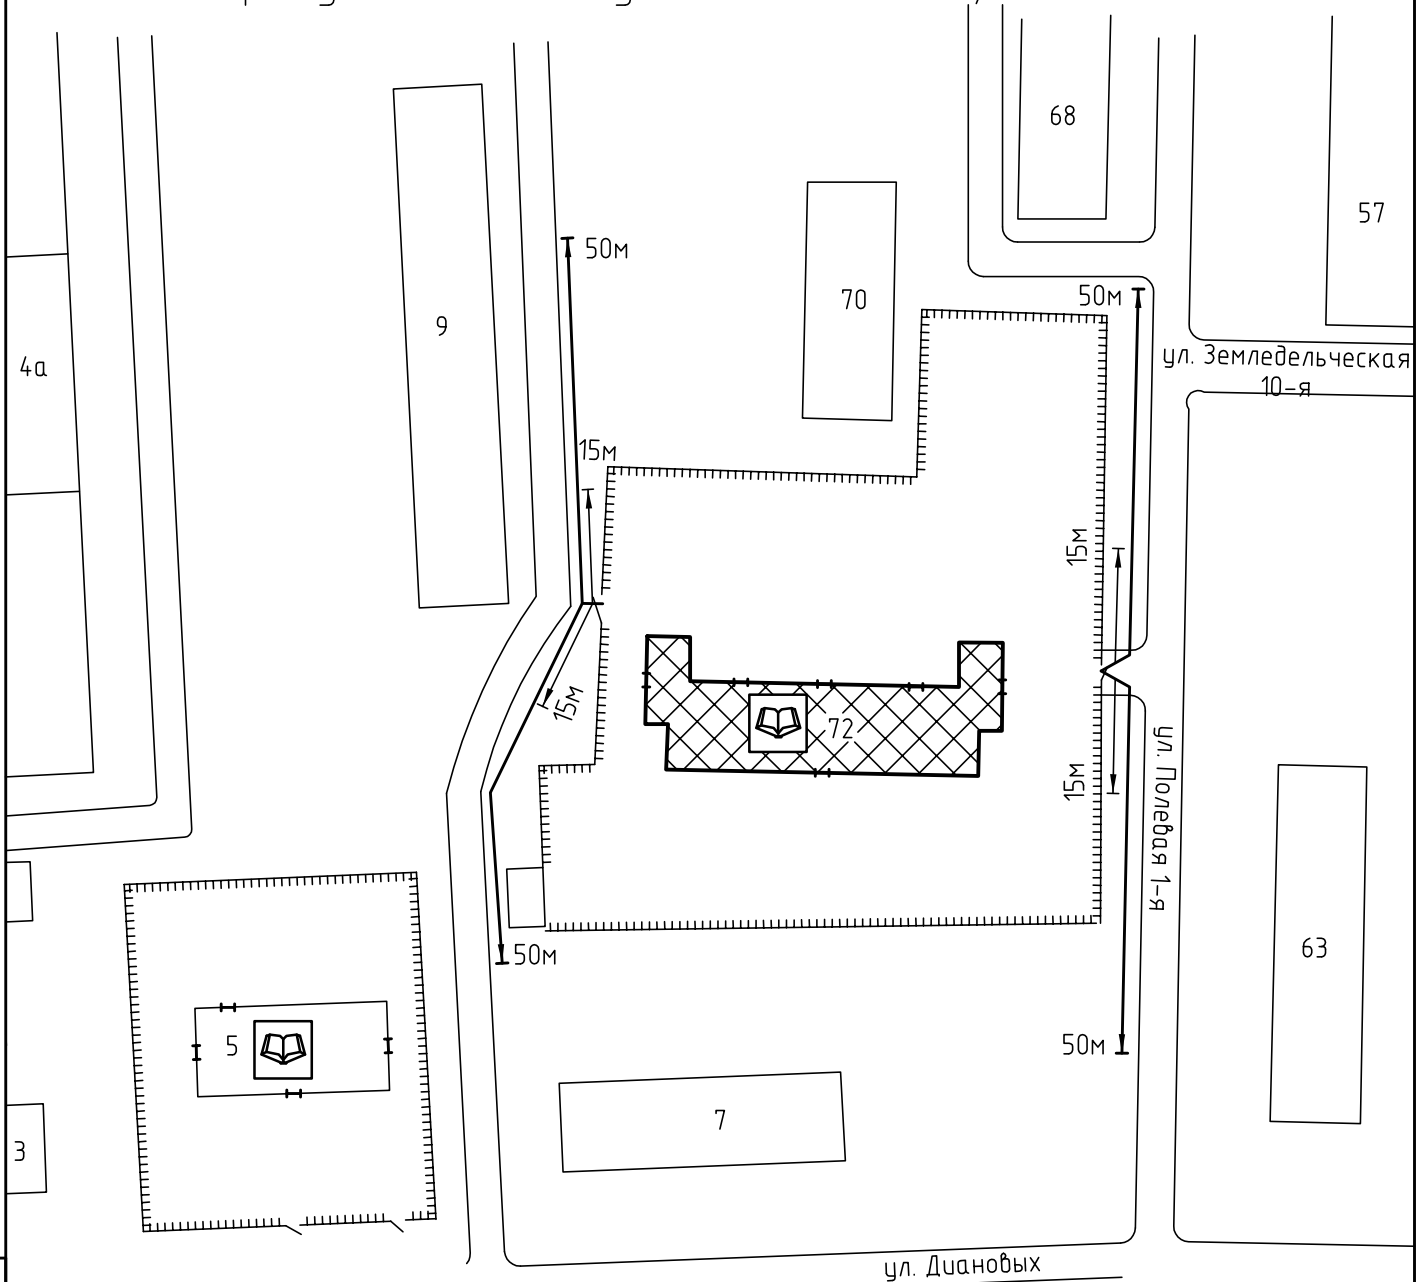 68
57
50м
70
50м
9
ул. Земледельческая
10-я
4а
15м
15м
15м
72
15м
ул. Полевая 1-я
63
50м
50м
5
7
3
ул. Диановых